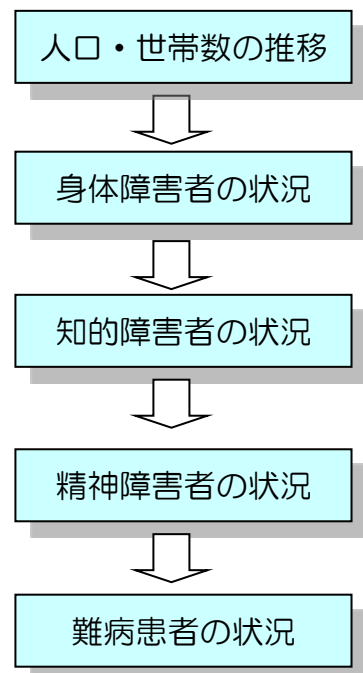 人口・世帯数の推移
身体障害者の状況
知的障害者の状況
精神障害者の状況
難病患者の状況